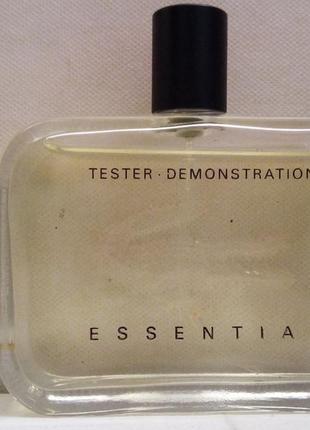 TESTER · DEMONSTRATION
ESSENTIA